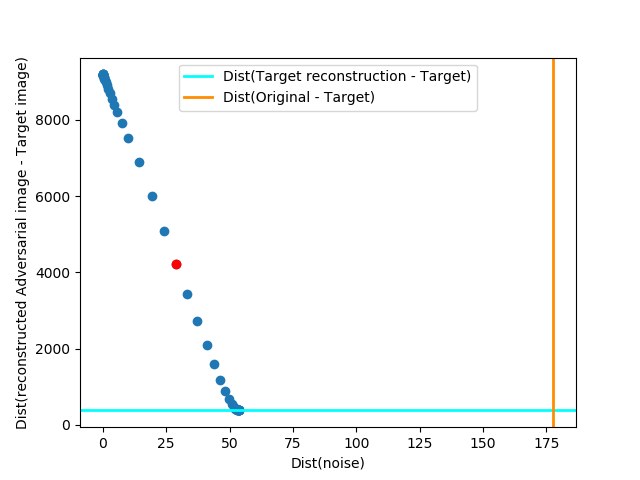 Dist(Target reconstruction - Target)
Dist(Original - Target)
Dist(reconstructed Adversarial image - Target image)
8000
6000
4000
2000
0
0 25 50 75 100 125 150 175
Dist(noise)